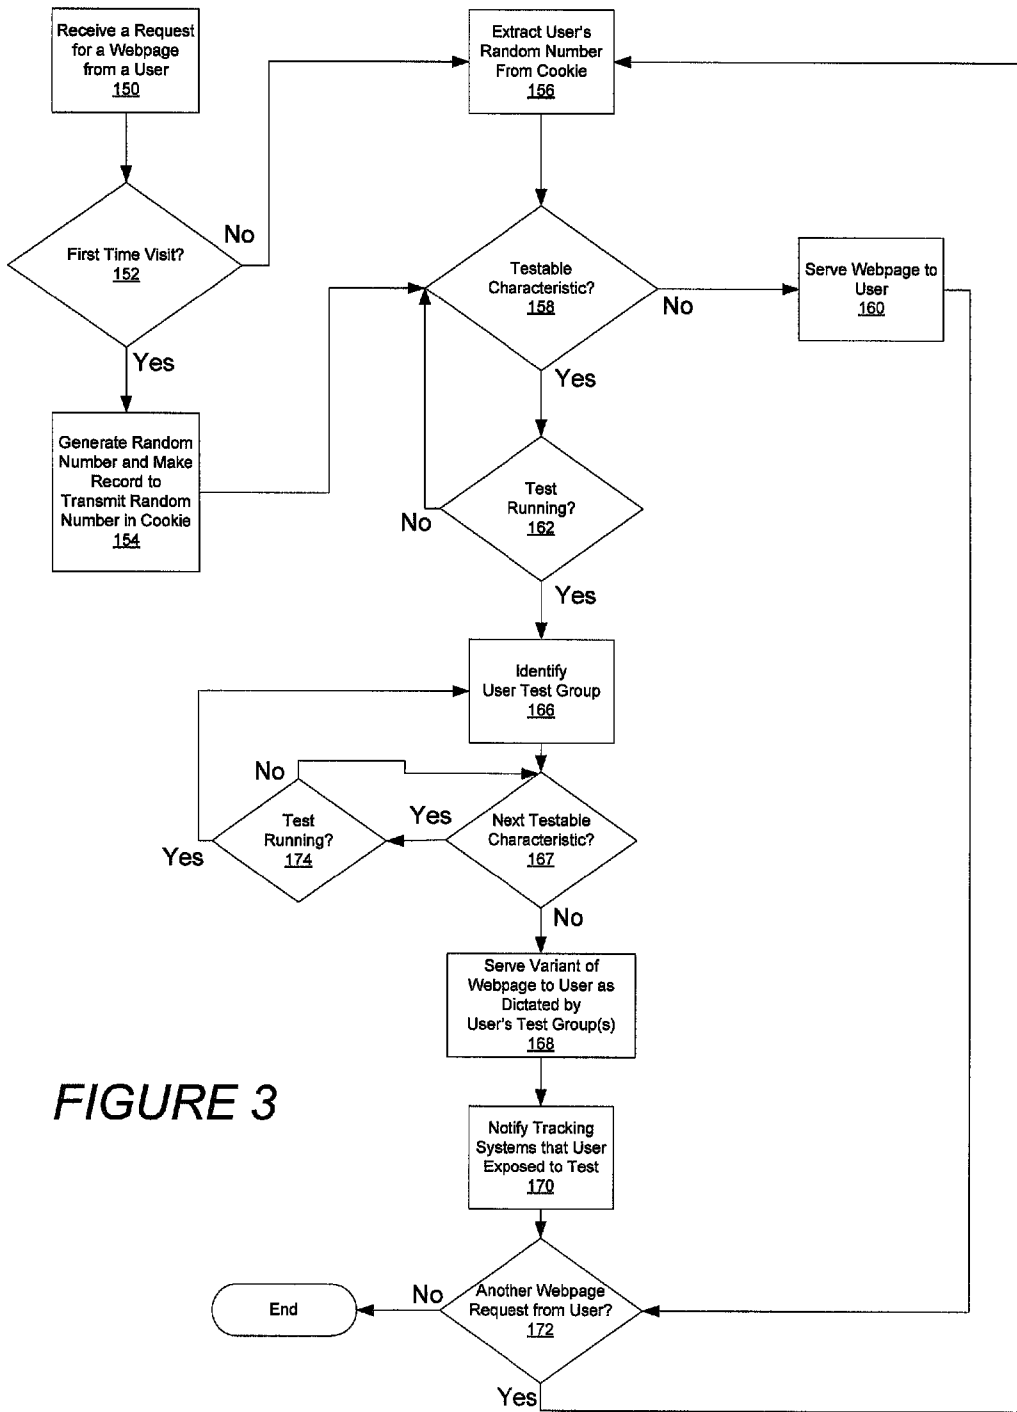 Receive a Request
for a Webpage
from a User
150
Extract User's
Random Number
From Cookie
156
First Time Visit?
152
No
Yes
Testable
Characteristic?
158
No
Yes
Serve Webpage to
User
160
Generate Random
Number and Make
Record to
Transmit Random
Number in Cookie
154
Test
Running?
162
No
Yes
Identify
User Test Group
166
No
Test
Running?
174
Yes
Yes
Next Testable
Characteristic?
167
No
Serve Variant of
Webpage to User as
Dictated by
User's Test Group(s)
168
FIGURE 3
Notify Tracking
Systems that User
Exposed to Test
170
Another Webpage
Request from User?
172
No
End
Yes